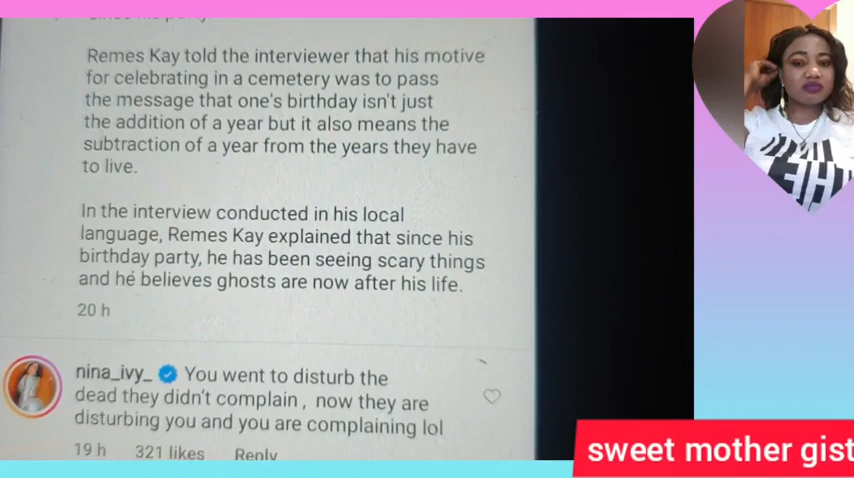 Remes Kay told the interviewer that his motive
for celebrating in a cemetery was to pass
the message that one's birthday isn't just
the addition of a year but it also means the
subtraction of a year from the years they have
to live.
In the interview conducted in his local
language, Remes Kay explained that since his
birthday party, he has been seeing scary things
and he believes ghosts are now after his life.
20 h
nina_ivy_ You went to disturb the
dead they didn't complain , now they are
disturbing you and you are complaining lol
19 h 321 likes Reply
sweet mother gist